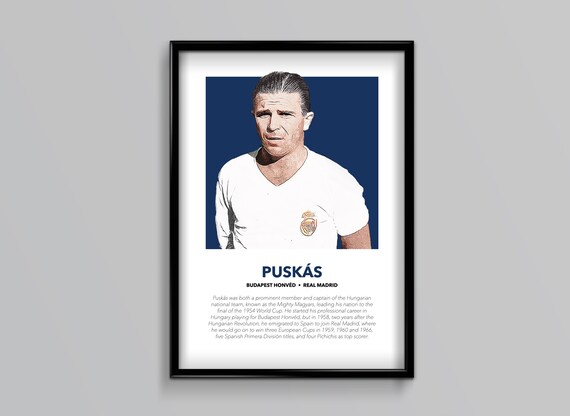 PUSKÁS
BUDAPEST HONVÉD • REAL MADRID
Puskás was both a prominent member and captain of the Hungarian
national team, known as the Mighty Magyars, leading his nation to the
final of the 1954 World Cup. He started his professional career in
Hungary playing for Budapest Honvéd, but in 1958, two years after the
Hungarian Revolution, he emigrated to Spain to join Real Madrid, where
he would go on to win three European Cups in 1959, 1960 and 1966,
five Spanish Primera División titles, and four Pichichis as top scorer.